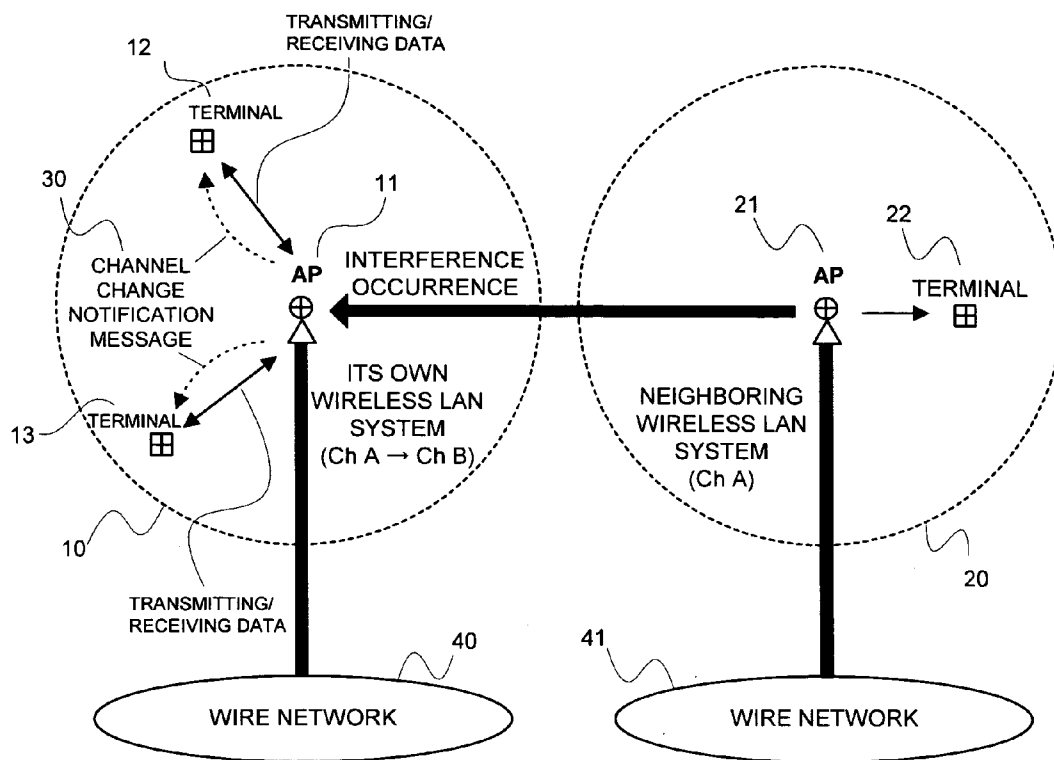 TRANSMITTING/
RECEIVING DATA
12
TERMINAL
30
11
21
22
CHANNEL
CHANGE
NOTIFICATION
MESSAGE
AP
INTERFERENCE
OCCURRENCE
AP
TERMINAL
ITS OWN
WIRELESS LAN
SYSTEM
(Ch A → Ch B)
NEIGHBORING
WIRELESS LAN
SYSTEM
(Ch A)
13
TERMINAL
10
20
TRANSMITTING/
RECEIVING DATA
40
41
WIRE NETWORK
WIRE NETWORK